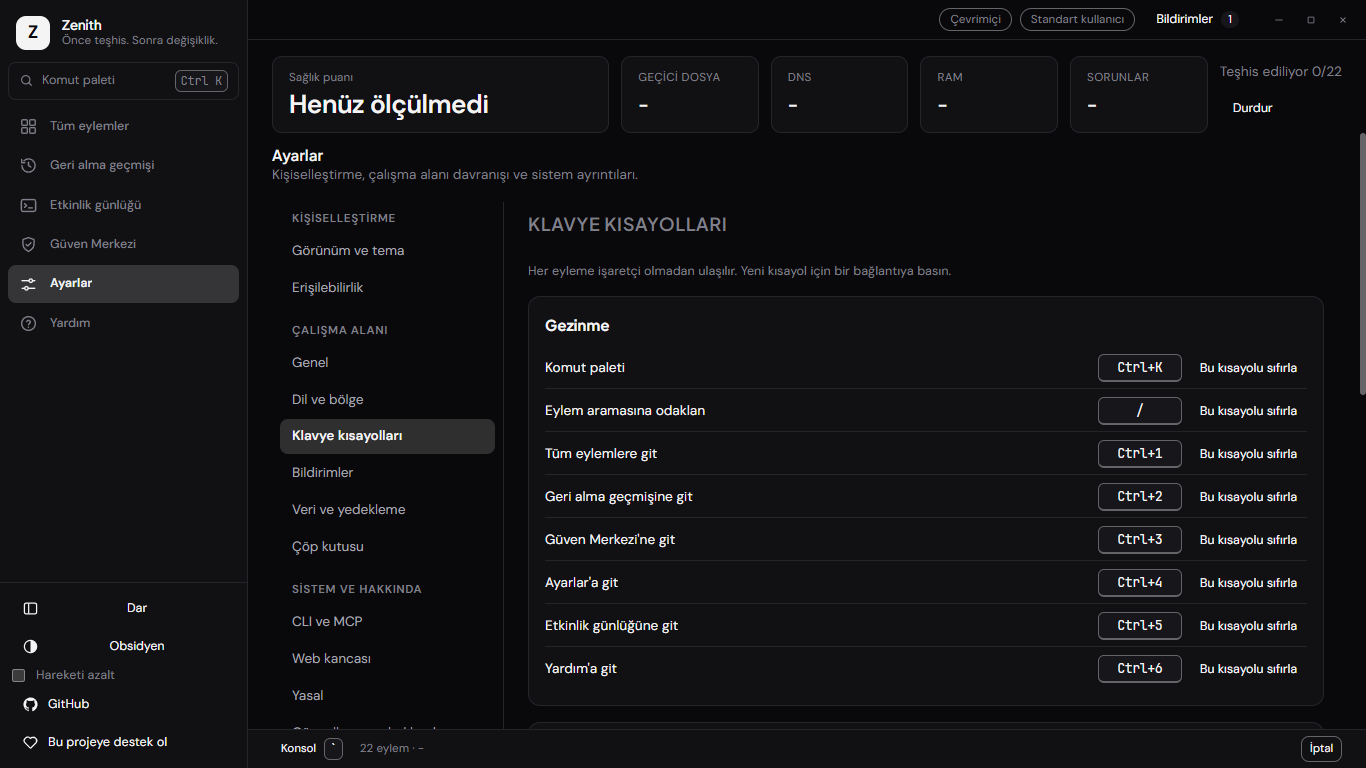 Z
Zenith
Önce teşhis. Sonra değişiklik.
Komut paleti
Ctrl K
Tüm eylemler
Geri alma geçmişi
Etkinlik günlüğü
Güven Merkezi
Ayarlar
Yardım
Dar
Obsidyen
Hareketi azalt
GitHub
Bu projeye destek ol
Çevrimiçi
Standart kullanıcı
Bildirimler 1
Sağlık puanı
Henüz ölçülmedi
GEÇİCİ DOSYA
–
DNS
–
RAM
–
SORUNLAR
–
Teşhis ediliyor 0/22
Durdur
Ayarlar
Kişiselleştirme, çalışma alanı davranışı ve sistem ayrıntıları.
KİŞİSELLEŞTİRME
Görünüm ve tema
Erişilebilirlik
ÇALIŞMA ALANI
Genel
Dil ve bölge
Klavye kısayolları
Bildirimler
Veri ve yedekleme
Çöp kutusu
SİSTEM VE HAKKINDA
CLI ve MCP
Web kancası
Yasal
KLAVYE KISAYOLLARI
Her eyleme işaretçi olmadan ulaşılır. Yeni kısayol için bir bağlantıya basın.
Gezinme
Komut paleti Ctrl+K Bu kısayolu sıfırla
Eylem aramasına odaklan / Bu kısayolu sıfırla
Tüm eylemlere git Ctrl+1 Bu kısayolu sıfırla
Geri alma geçmişine git Ctrl+2 Bu kısayolu sıfırla
Güven Merkezi'ne git Ctrl+3 Bu kısayolu sıfırla
Ayarlar'a git Ctrl+4 Bu kısayolu sıfırla
Etkinlik günlüğüne git Ctrl+5 Bu kısayolu sıfırla
Yardım'a git Ctrl+6 Bu kısayolu sıfırla
Konsol ` 22 eylem · –
İptal